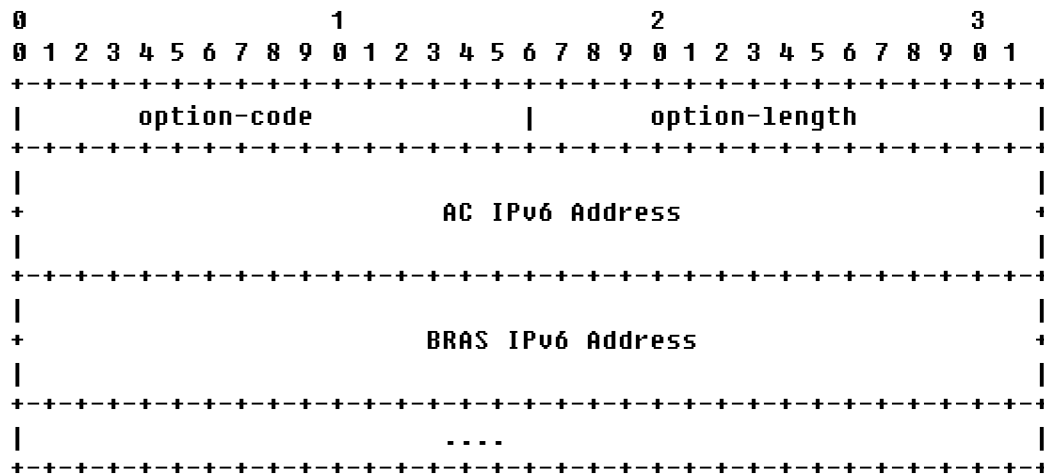 0                   1                   2                   3
0 1 2 3 4 5 6 7 8 9 0 1 2 3 4 5 6 7 8 9 0 1 2 3 4 5 6 7 8 9 0 1
+-+-+-+-+-+-+-+-+-+-+-+-+-+-+-+-+-+-+-+-+-+-+-+-+-+-+-+-+-+-+-+-+
|       option-code             |       option-length           |
+-+-+-+-+-+-+-+-+-+-+-+-+-+-+-+-+-+-+-+-+-+-+-+-+-+-+-+-+-+-+-+-+
|                                                               |
+                          AC IPv6 Address                      +
|                                                               |
+-+-+-+-+-+-+-+-+-+-+-+-+-+-+-+-+-+-+-+-+-+-+-+-+-+-+-+-+-+-+-+-+
|                                                               |
+                         BRAS IPv6 Address                     +
|                                                               |
+-+-+-+-+-+-+-+-+-+-+-+-+-+-+-+-+-+-+-+-+-+-+-+-+-+-+-+-+-+-+-+-+
|                          ....                                 |
+-+-+-+-+-+-+-+-+-+-+-+-+-+-+-+-+-+-+-+-+-+-+-+-+-+-+-+-+-+-+-+-+